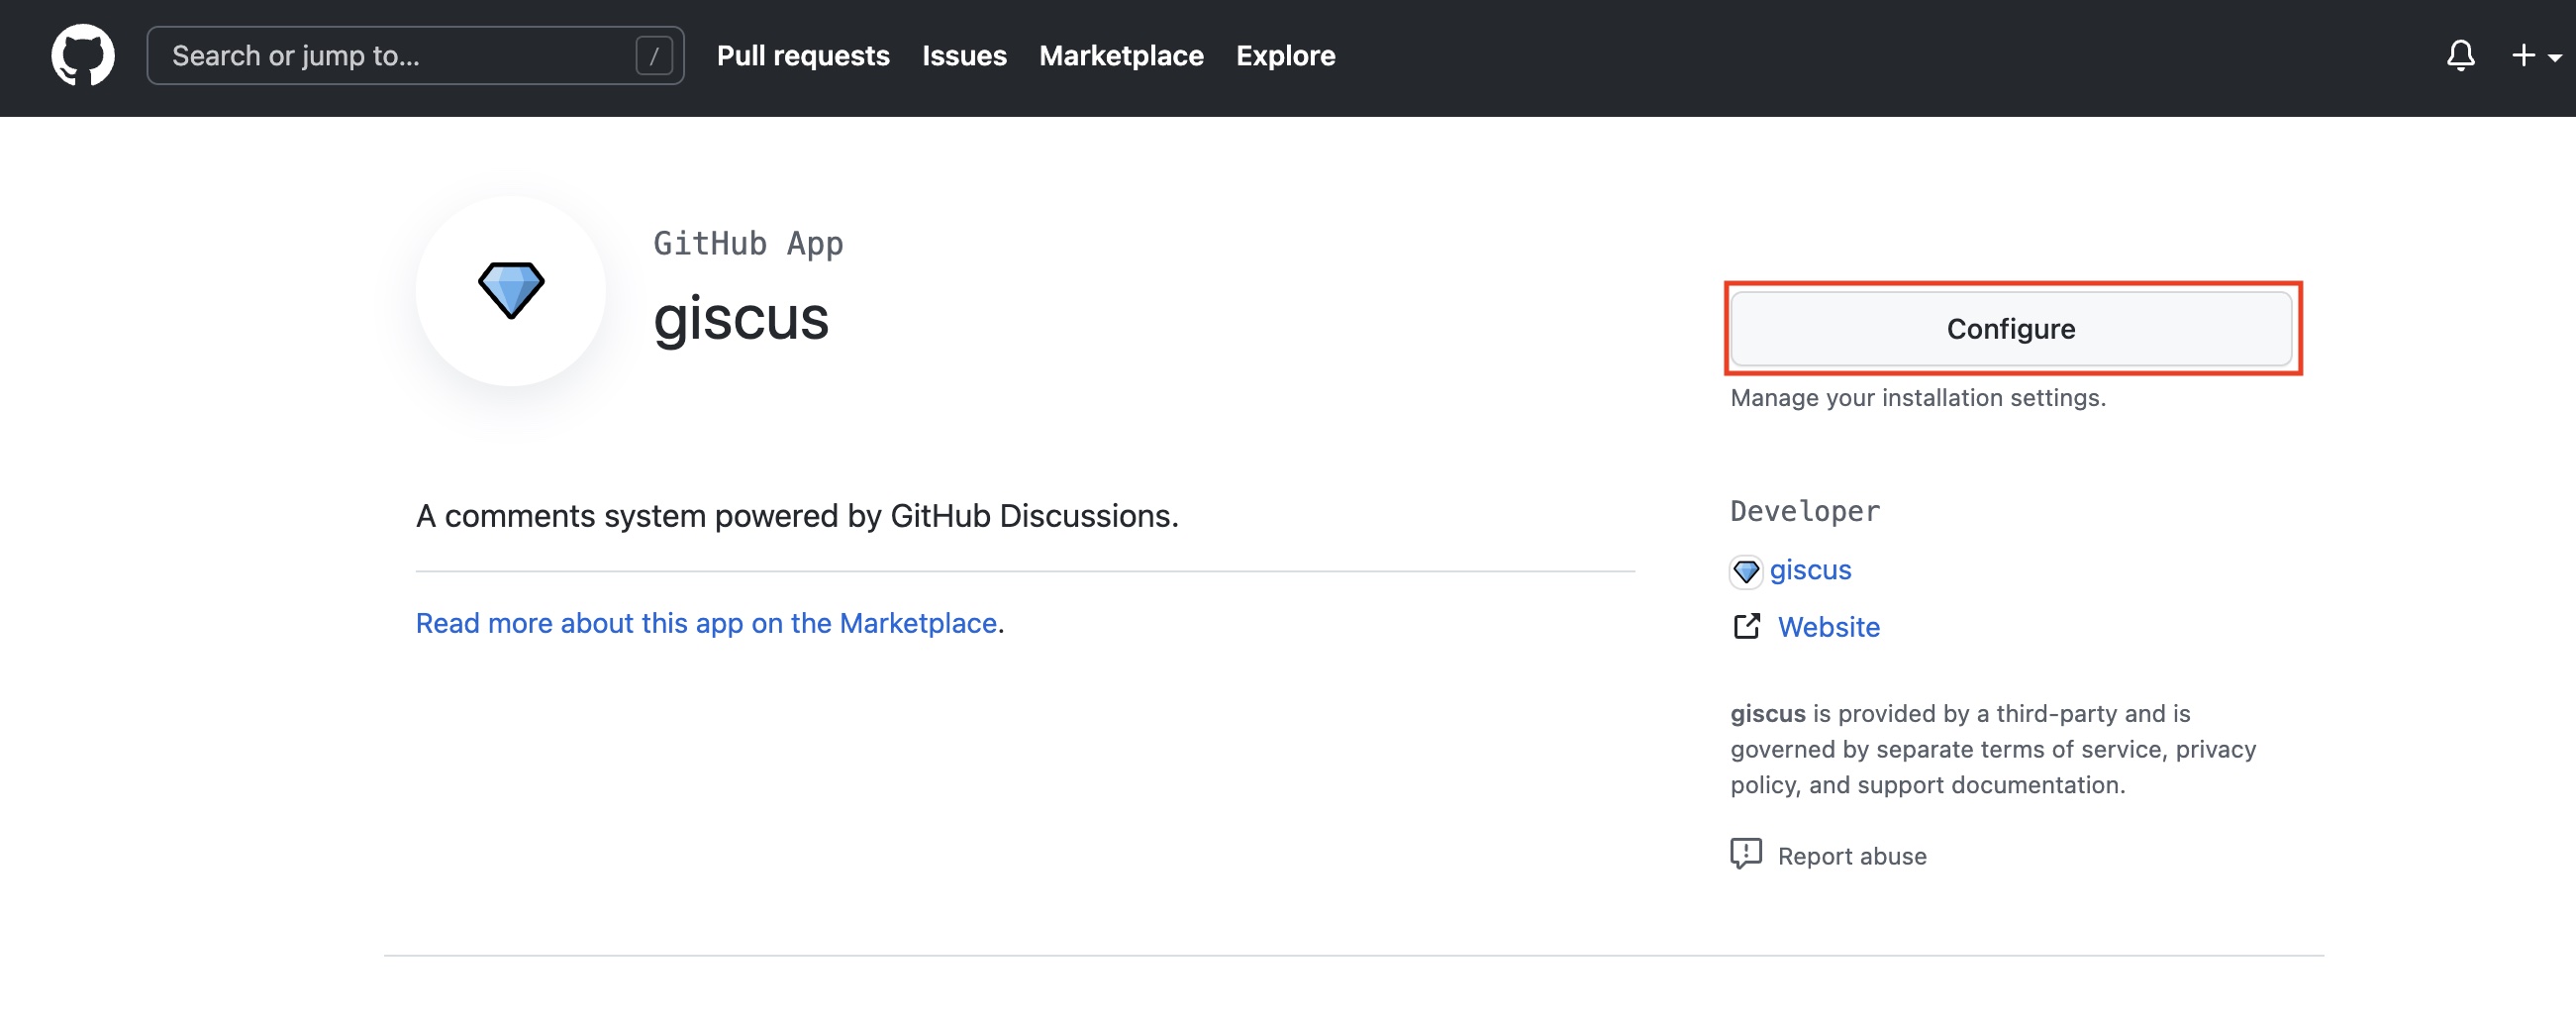 Search or jump to... / Pull requests Issues Marketplace Explore
GitHub App
giscus
Configure
Manage your installation settings.
A comments system powered by GitHub Discussions.
Read more about this app on the Marketplace.
Developer
giscus
Website
giscus is provided by a third-party and is
governed by separate terms of service, privacy
policy, and support documentation.
Report abuse